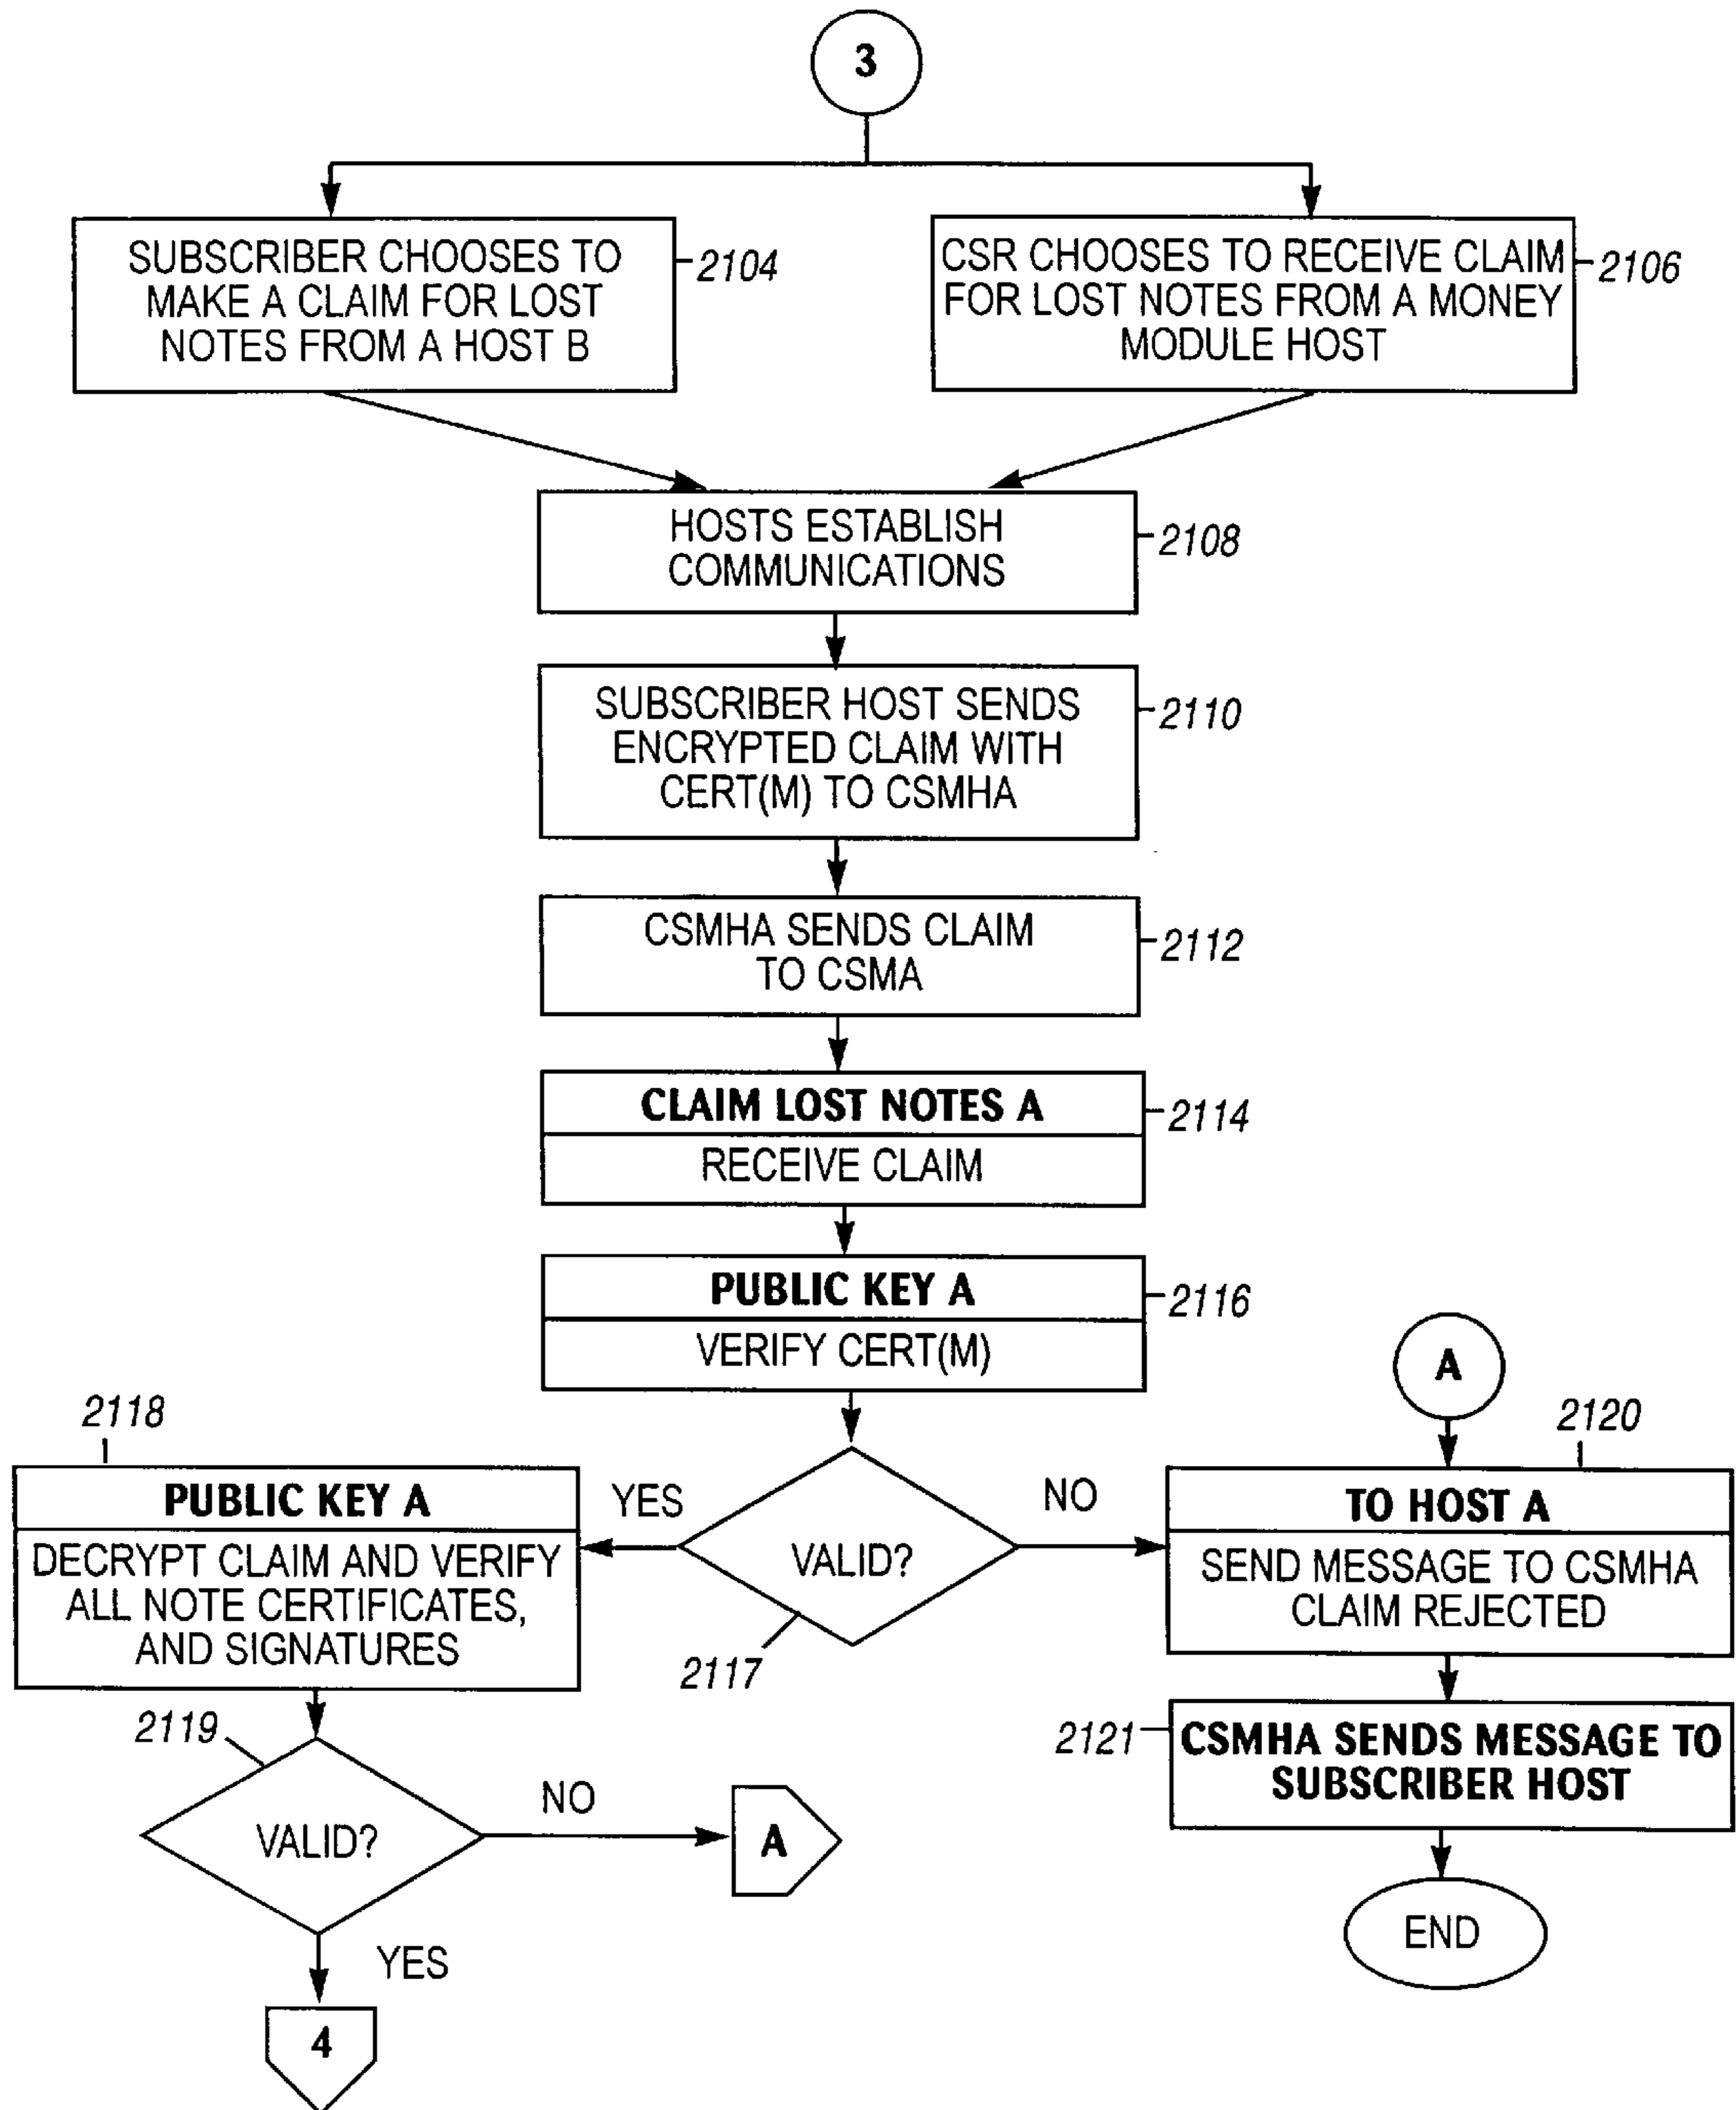 3
SUBSCRIBER CHOOSES TO
MAKE A CLAIM FOR LOST
NOTES FROM A HOST B
2104
CSR CHOOSES TO RECEIVE CLAIM
FOR LOST NOTES FROM A MONEY
MODULE HOST
2106
HOSTS ESTABLISH
COMMUNICATIONS
2108
SUBSCRIBER HOST SENDS
ENCRYPTED CLAIM WITH
CERT(M) TO CSMHA
2110
CSMHA SENDS CLAIM
TO CSMA
2112
CLAIM LOST NOTES A
2114
RECEIVE CLAIM
PUBLIC KEY A
2116
VERIFY CERT(M)
2118
PUBLIC KEY A
DECRYPT CLAIM AND VERIFY
ALL NOTE CERTIFICATES,
AND SIGNATURES
YES
VALID?
2117
NO
A
2120
TO HOST A
SEND MESSAGE TO CSMHA
CLAIM REJECTED
2121
CSMHA SENDS MESSAGE TO
SUBSCRIBER HOST
END
2119
VALID?
NO
A
YES
4